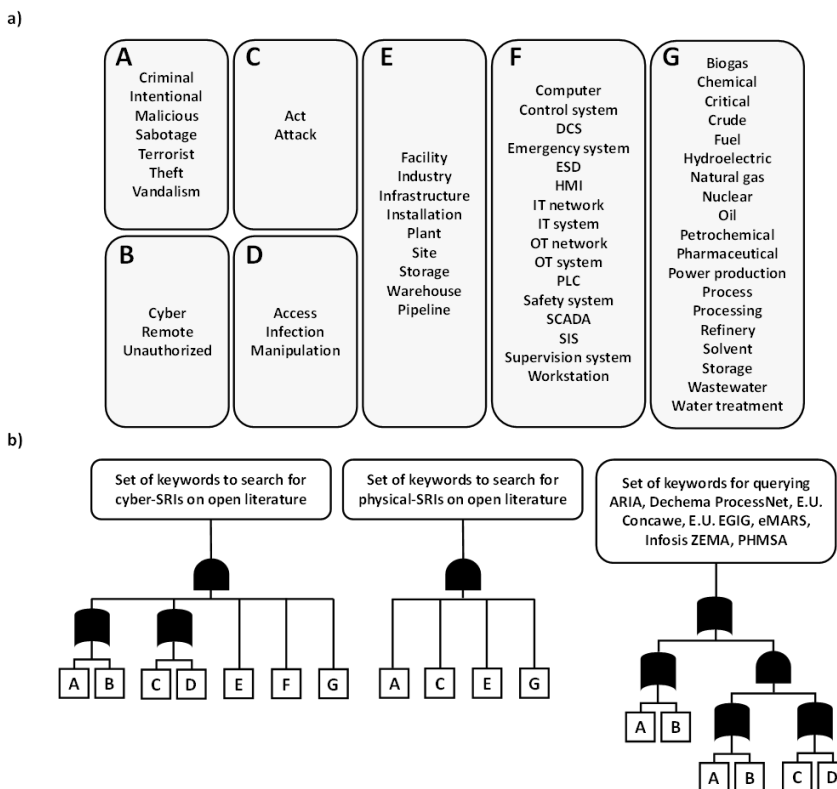 a)
A
Criminal
Intentional
Malicious
Sabotage
Terrorist
Theft
Vandalism
C
Act
Attack
B
Cyber
Remote
Unauthorized
D
Access
Infection
Manipulation
E
Facility
Industry
Infrastructure
Installation
Plant
Site
Storage
Warehouse
Pipeline
F
Computer
Control system
DCS
Emergency system
ESD
HMI
IT network
IT system
OT network
OT system
PLC
Safety system
SCADA
SIS
Supervision system
Workstation
G
Biogas
Chemical
Critical
Crude
Fuel
Hydroelectric
Natural gas
Nuclear
Oil
Petrochemical
Pharmaceutical
Power production
Process
Processing
Refinery
Solvent
Storage
Wastewater
Water treatment
b)
Set of keywords to search for
cyber-SRIs on open literature
A B C D E F G
Set of keywords to search for
physical-SRIs on open literature
A C E G
Set of keywords for querying
ARIA, Dechema ProcessNet, E.U.
Concawe, E.U. EGIG, eMARS,
Infosis ZEMA, PHMSA
A B
A B C D